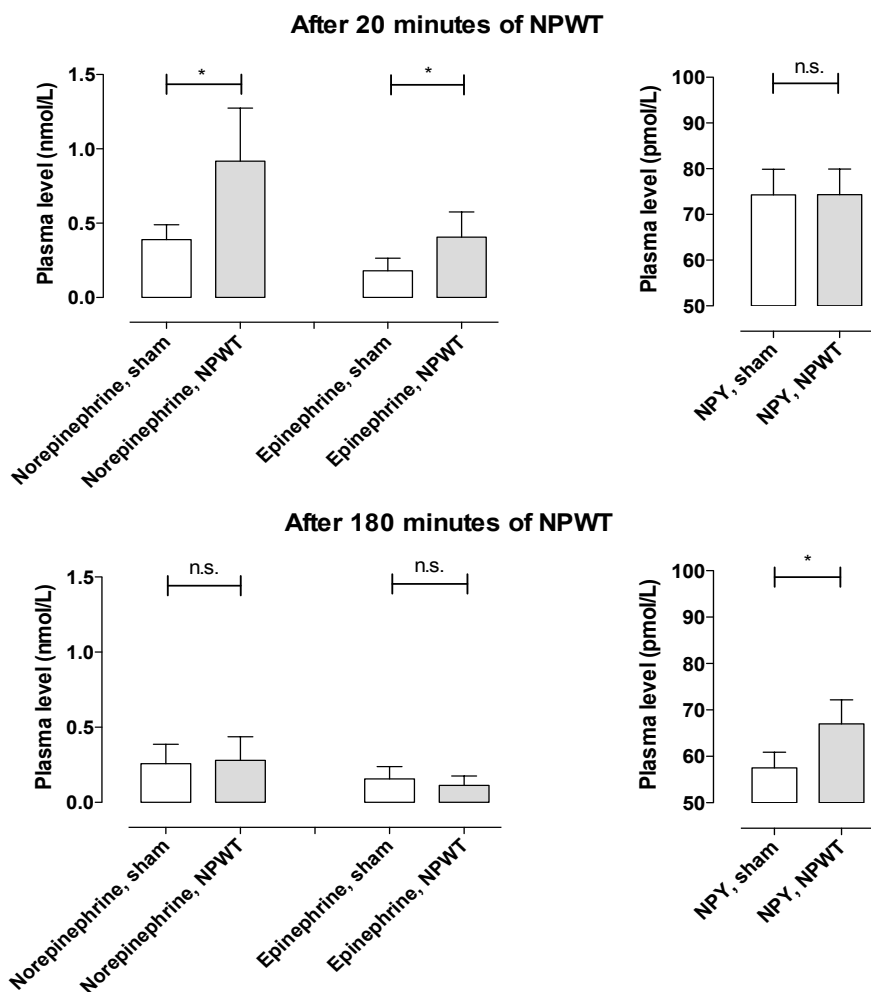 After 20 minutes of NPWT
*
*
n.s.
Plasma level (nmol/L)
1.5
1.0
0.5
0.0
Norepinephrine, sham
Norepinephrine, NPWT
Epinephrine, sham
Epinephrine, NPWT
Plasma level (pmol/L)
100
90
80
70
60
50
NPY, sham
NPY, NPWT
After 180 minutes of NPWT
n.s.
n.s.
*
Plasma level (nmol/L)
1.5
1.0
0.5
0.0
Norepinephrine, sham
Norepinephrine, NPWT
Epinephrine, sham
Epinephrine, NPWT
Plasma level (pmol/L)
100
90
80
70
60
50
NPY, sham
NPY, NPWT